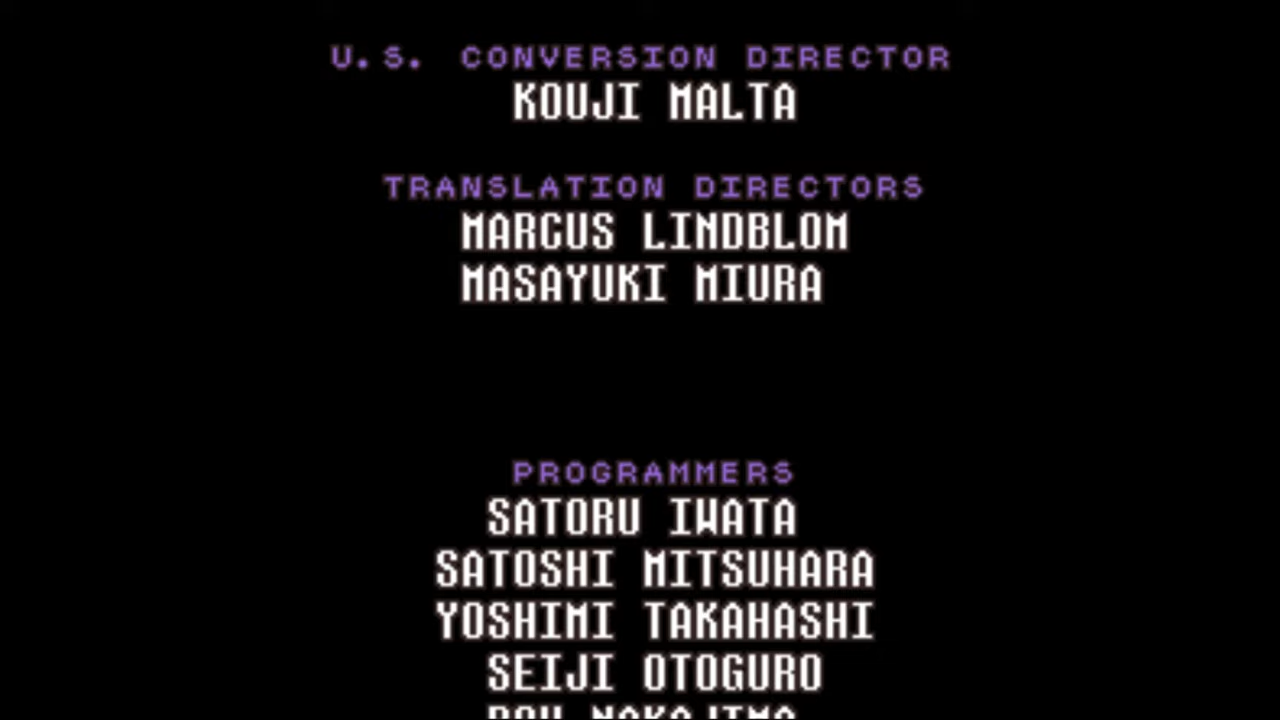 U.S. CONVERSION DIRECTOR
KOUJI MALTA
TRANSLATION DIRECTORS
MARCUS LINDBLOM
MASAYUKI MIURA
PROGRAMMERS
SATORU IWATA
SATOSHI MITSUHARA
YOSHIMI TAKAHASHI
SEIJI OTOGURO
NAKAJIMA